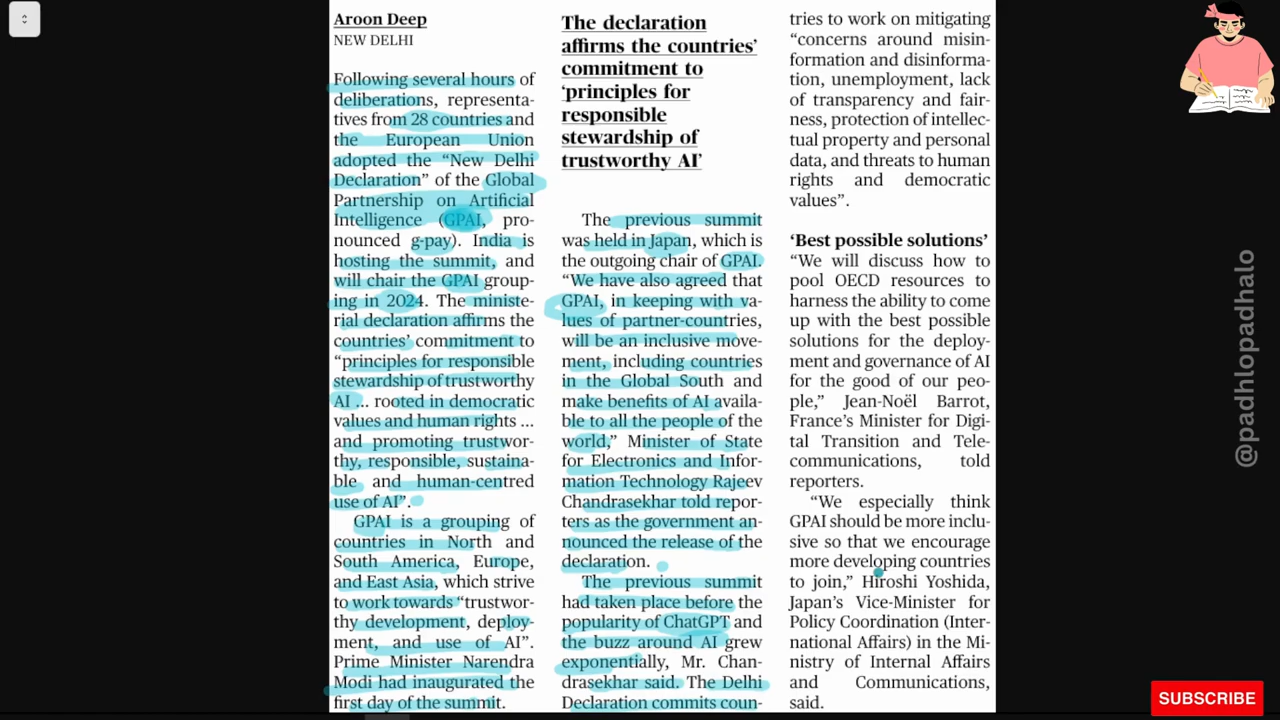 Aroon Deep
NEW DELHI
Following several hours of
deliberations, representa-
tives from 28 countries and
the European Union
adopted the “New Delhi
Declaration” of the Global
Partnership on Artificial
Intelligence (GPAI, pro-
nounced g-pay). India is
hosting the summit, and
will chair the GPAI group-
ing in 2024. The ministe-
rial declaration affirms the
countries’ commitment to
“principles for responsible
stewardship of trustworthy
AI ... rooted in democratic
values and human rights ...
and promoting trustwor-
thy, responsible, sustaina-
ble and human-centred
use of AI”.
GPAI is a grouping of
countries in North and
South America, Europe,
and East Asia, which strive
to work towards “trustwor-
thy development, deploy-
ment, and use of AI”.
Prime Minister Narendra
Modi had inaugurated the
first day of the summit.
The declaration
affirms the countries’
commitment to
‘principles for
responsible
stewardship of
trustworthy AI’
The previous summit
was held in Japan, which is
the outgoing chair of GPAI.
“We have also agreed that
GPAI, in keeping with va-
lues of partner-countries,
will be an inclusive move-
ment, including countries
in the Global South and
make benefits of AI availa-
ble to all the people of the
world,” Minister of State
for Electronics and Infor-
mation Technology Rajeev
Chandrasekhar told repor-
ters as the government an-
nounced the release of the
declaration.
The previous summit
had taken place before the
popularity of ChatGPT and
the buzz around AI grew
exponentially, Mr. Chan-
drasekhar said. The Delhi
Declaration commits coun-
tries to work on mitigating
“concerns around misin-
formation and disinforma-
tion, unemployment, lack
of transparency and fair-
ness, protection of intellec-
tual property and personal
data, and threats to human
rights and democratic
values”.
‘Best possible solutions’
“We will discuss how to
pool OECD resources to
harness the ability to come
up with the best possible
solutions for the deploy-
ment and governance of AI
for the good of our peo-
ple,” Jean-Noël Barrot,
France’s Minister for Digi-
tal Transition and Tele-
communications, told
reporters.
“We especially think
GPAI should be more inclu-
sive so that we encourage
more developing countries
to join,” Hiroshi Yoshida,
Japan’s Vice-Minister for
Policy Coordination (Inter-
national Affairs) in the Mi-
nistry of Internal Affairs
and Communications,
said.
@padhlopadhalo
SUBSCRIBE